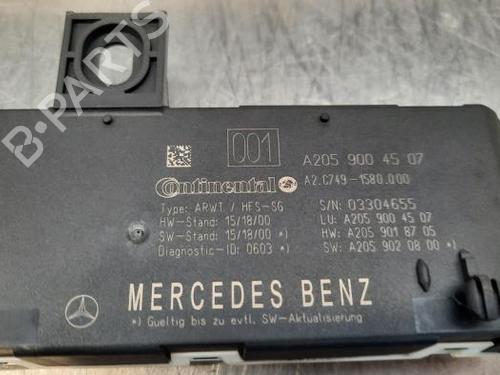 001
A205 900 45 07
Continental
A2.C749-1580.000
Type: ARWT / HFS-SG
S/N: 03304655
HW-Stand: 15/18/00
LU: A205 900 45 07
SW-Stand: 15/18/00 *)
HW: A205 901 87 05
Diagnostic-ID: 0603 *)
SW: A205 902 08 00 *)
MERCEDES BENZ
*) Gueltig bis zu evtl. SW-Aktualisierung
B-Parts